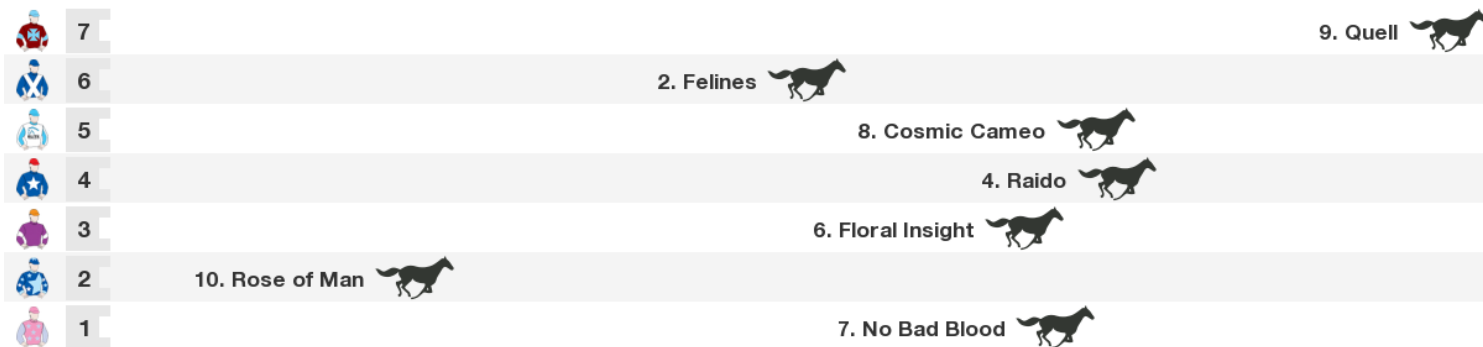 7 9. Quell
6 2. Felines
5 8. Cosmic Cameo
4 4. Raido
3 6. Floral Insight
2 10. Rose of Man
1 7. No Bad Blood